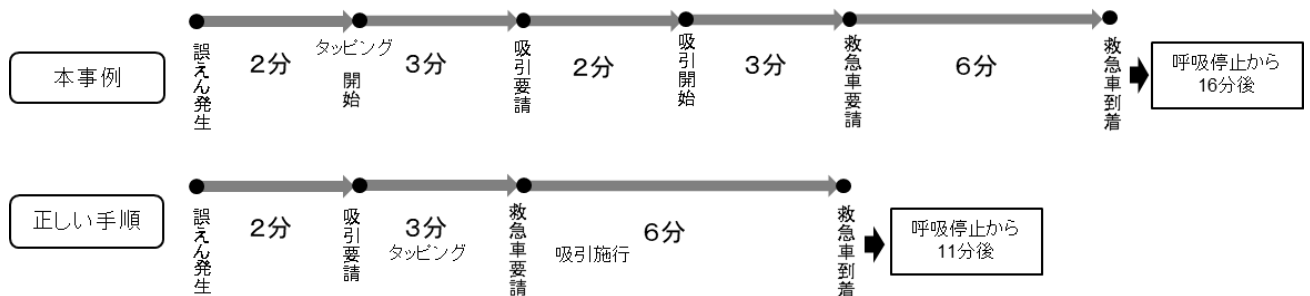 本事例
誤えん発生
2分
タッピング
開始
3分
吸引要請
2分
吸引開始
3分
救急車要請
6分
救急車到着
呼吸停止から
16分後
正しい手順
誤えん発生
2分
吸引要請
3分
タッピング
救急車要請
6分
吸引施行
救急車到着
呼吸停止から
11分後